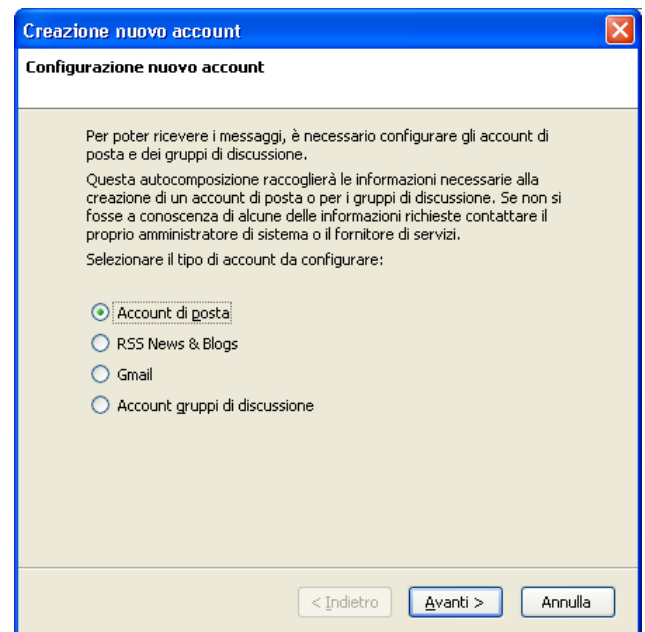 Creazione nuovo account
Configurazione nuovo account
Per poter ricevere i messaggi, è necessario configurare gli account di
posta e dei gruppi di discussione.
Questa autocomposizione raccoglierà le informazioni necessarie alla
creazione di un account di posta o per i gruppi di discussione. Se non si
fosse a conoscenza di alcune delle informazioni richieste contattare il
proprio amministratore di sistema o il fornitore di servizi.
Selezionare il tipo di account da configurare:
Account di posta
RSS News & Blogs
Gmail
Account gruppi di discussione
< Indietro
Avanti >
Annulla